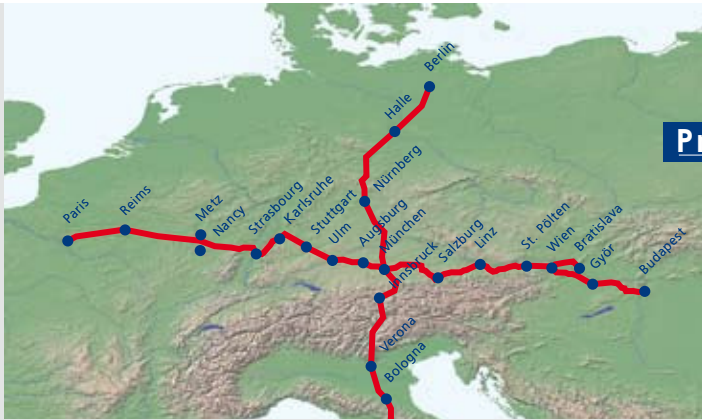 Berlin
Halle
Nürnberg
Paris
Reims
Metz
Nancy
Strasbourg
Karlsruhe
Stuttgart
Ulm
Augsburg
München
Innsbruck
Salzburg
Linz
St. Pölten
Wien
Bratislava
Győr
Budapest
Verona
Bologna